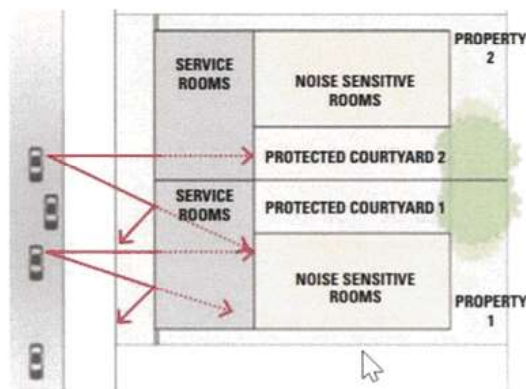 PROPERTY
2
SERVICE
ROOMS
NOISE SENSITIVE
ROOMS
PROTECTED COURTYARD 2
SERVICE
ROOMS
PROTECTED COURTYARD 1
NOISE SENSITIVE
ROOMS
PROPERTY
1